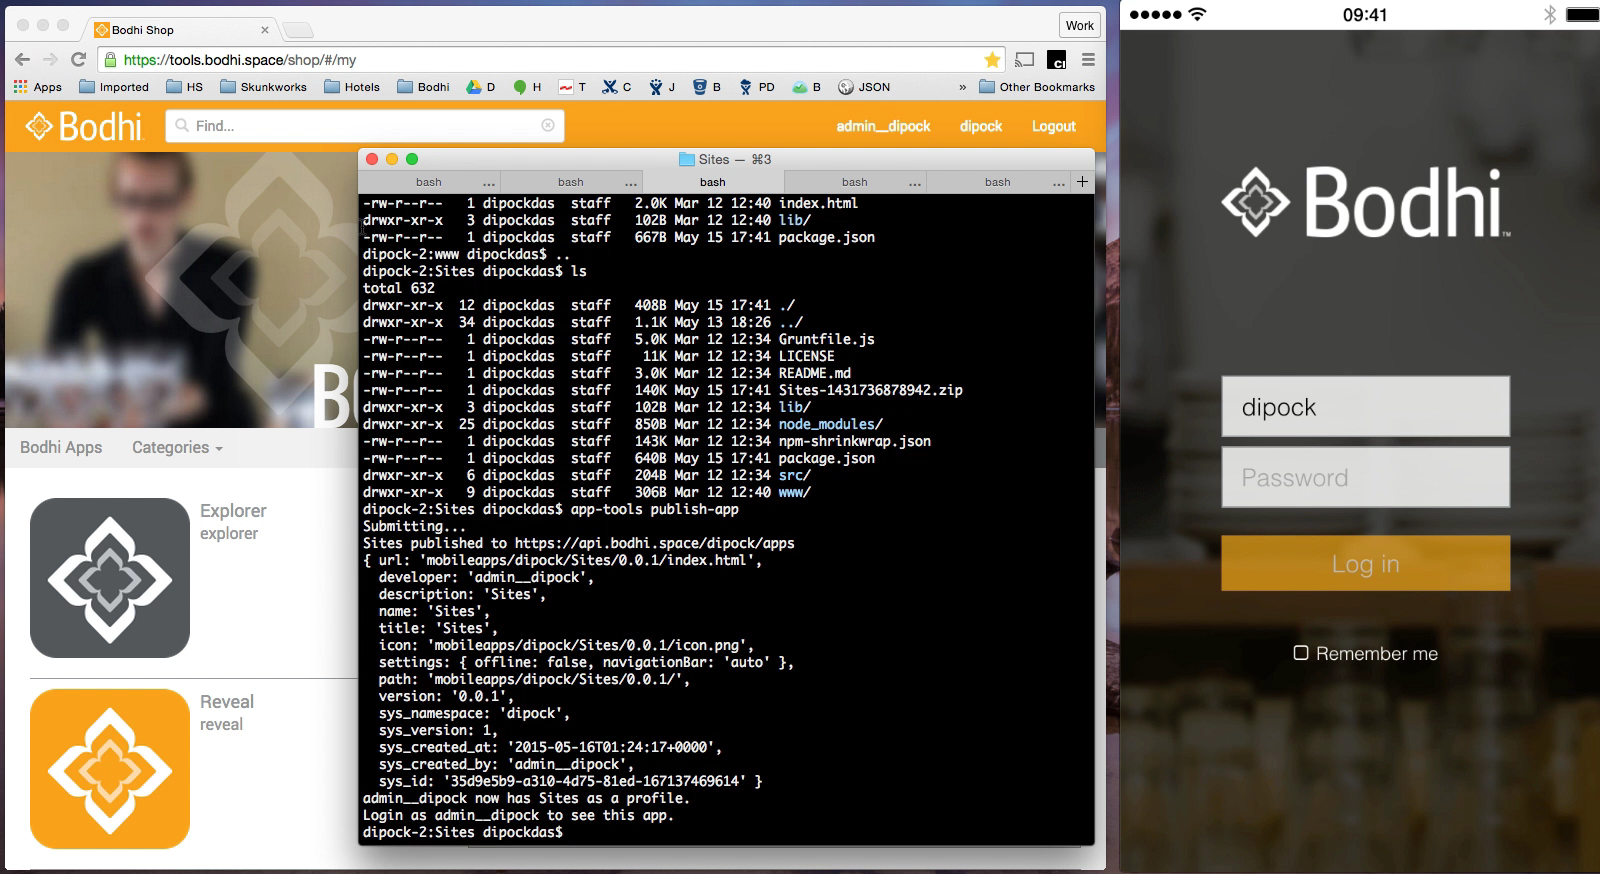 Bodhi Shop
Work
https://tools.bodhi.space/shop/#/my
Apps Imported HS Skunkworks Hotels Bodhi D H T C J B PD B JSON » Other Bookmarks
Bodhi Find... admin__dipock dipock Logout
Sites — ⌘3
bash ... bash ... bash bash ... bash ... +
-rw-r--r-- 1 dipockdas staff 2.0K Mar 12 12:40 index.html
drwxr-xr-x 3 dipockdas staff 102B Mar 12 12:40 lib/
-rw-r--r-- 1 dipockdas staff 667B May 15 17:41 package.json
dipock-2:www dipockdas$ ..
dipock-2:Sites dipockdas$ ls
total 632
drwxr-xr-x 12 dipockdas staff 408B May 15 17:41 ./
drwxr-xr-x 34 dipockdas staff 1.1K May 13 18:26 ../
-rw-r--r-- 1 dipockdas staff 5.0K Mar 12 12:34 Gruntfile.js
-rw-r--r-- 1 dipockdas staff 11K Mar 12 12:34 LICENSE
-rw-r--r-- 1 dipockdas staff 3.0K Mar 12 12:34 README.md
-rw-r--r-- 1 dipockdas staff 140K May 15 17:41 Sites-1431736878942.zip
drwxr-xr-x 3 dipockdas staff 102B Mar 12 12:34 lib/
drwxr-xr-x 25 dipockdas staff 850B Mar 12 12:34 node_modules/
-rw-r--r-- 1 dipockdas staff 143K Mar 12 12:34 npm-shrinkwrap.json
-rw-r--r-- 1 dipockdas staff 640B May 15 17:41 package.json
drwxr-xr-x 6 dipockdas staff 204B Mar 12 12:34 src/
drwxr-xr-x 9 dipockdas staff 306B Mar 12 12:40 www/
dipock-2:Sites dipockdas$ app-tools publish-app
Submitting...
Sites published to https://api.bodhi.space/dipock/apps
{ url: 'mobileapps/dipock/Sites/0.0.1/index.html',
developer: 'admin__dipock',
description: 'Sites',
name: 'Sites',
title: 'Sites',
icon: 'mobileapps/dipock/Sites/0.0.1/icon.png',
settings: { offline: false, navigationBar: 'auto' },
path: 'mobileapps/dipock/Sites/0.0.1/',
version: '0.0.1',
sys_namespace: 'dipock',
sys_version: 1,
sys_created_at: '2015-05-16T01:24:17+0000',
sys_created_by: 'admin__dipock',
sys_id: '35d9e5b9-a310-4d75-81ed-167137469614' }
admin__dipock now has Sites as a profile.
Login as admin__dipock to see this app.
dipock-2:Sites dipockdas$
Bodhi Apps Categories
Explorer
explorer
Reveal
reveal
09:41
Bodhi™
dipock
Password
Log in
Remember me